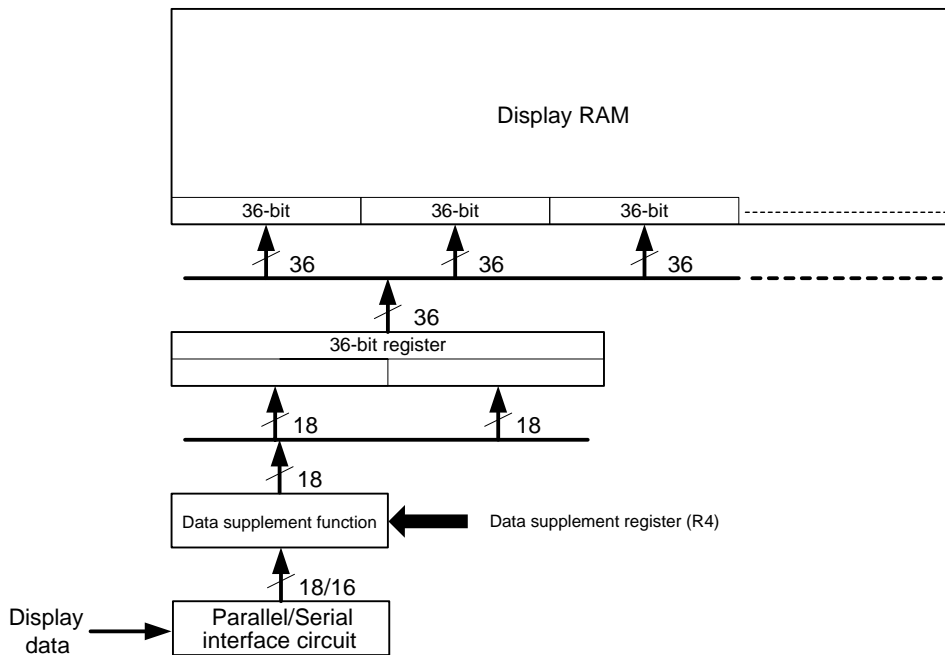 Display RAM
36-bit 36-bit 36-bit
36 36 36
36
36-bit register
18 18
18
Data supplement function
Data supplement register (R4)
18/16
Display
data
Parallel/Serial
interface circuit